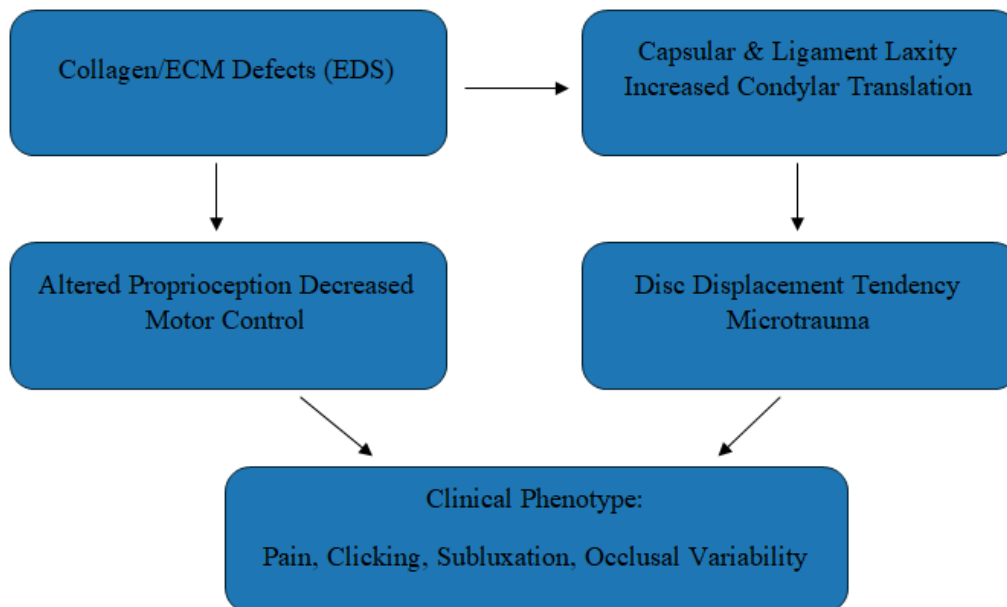 Collagen/ECM Defects (EDS)
Capsular & Ligament Laxity
Increased Condylar Translation
Altered Proprioception Decreased
Motor Control
Disc Displacement Tendency
Microtrauma
Clinical Phenotype:
Pain, Clicking, Subluxation, Occlusal Variability